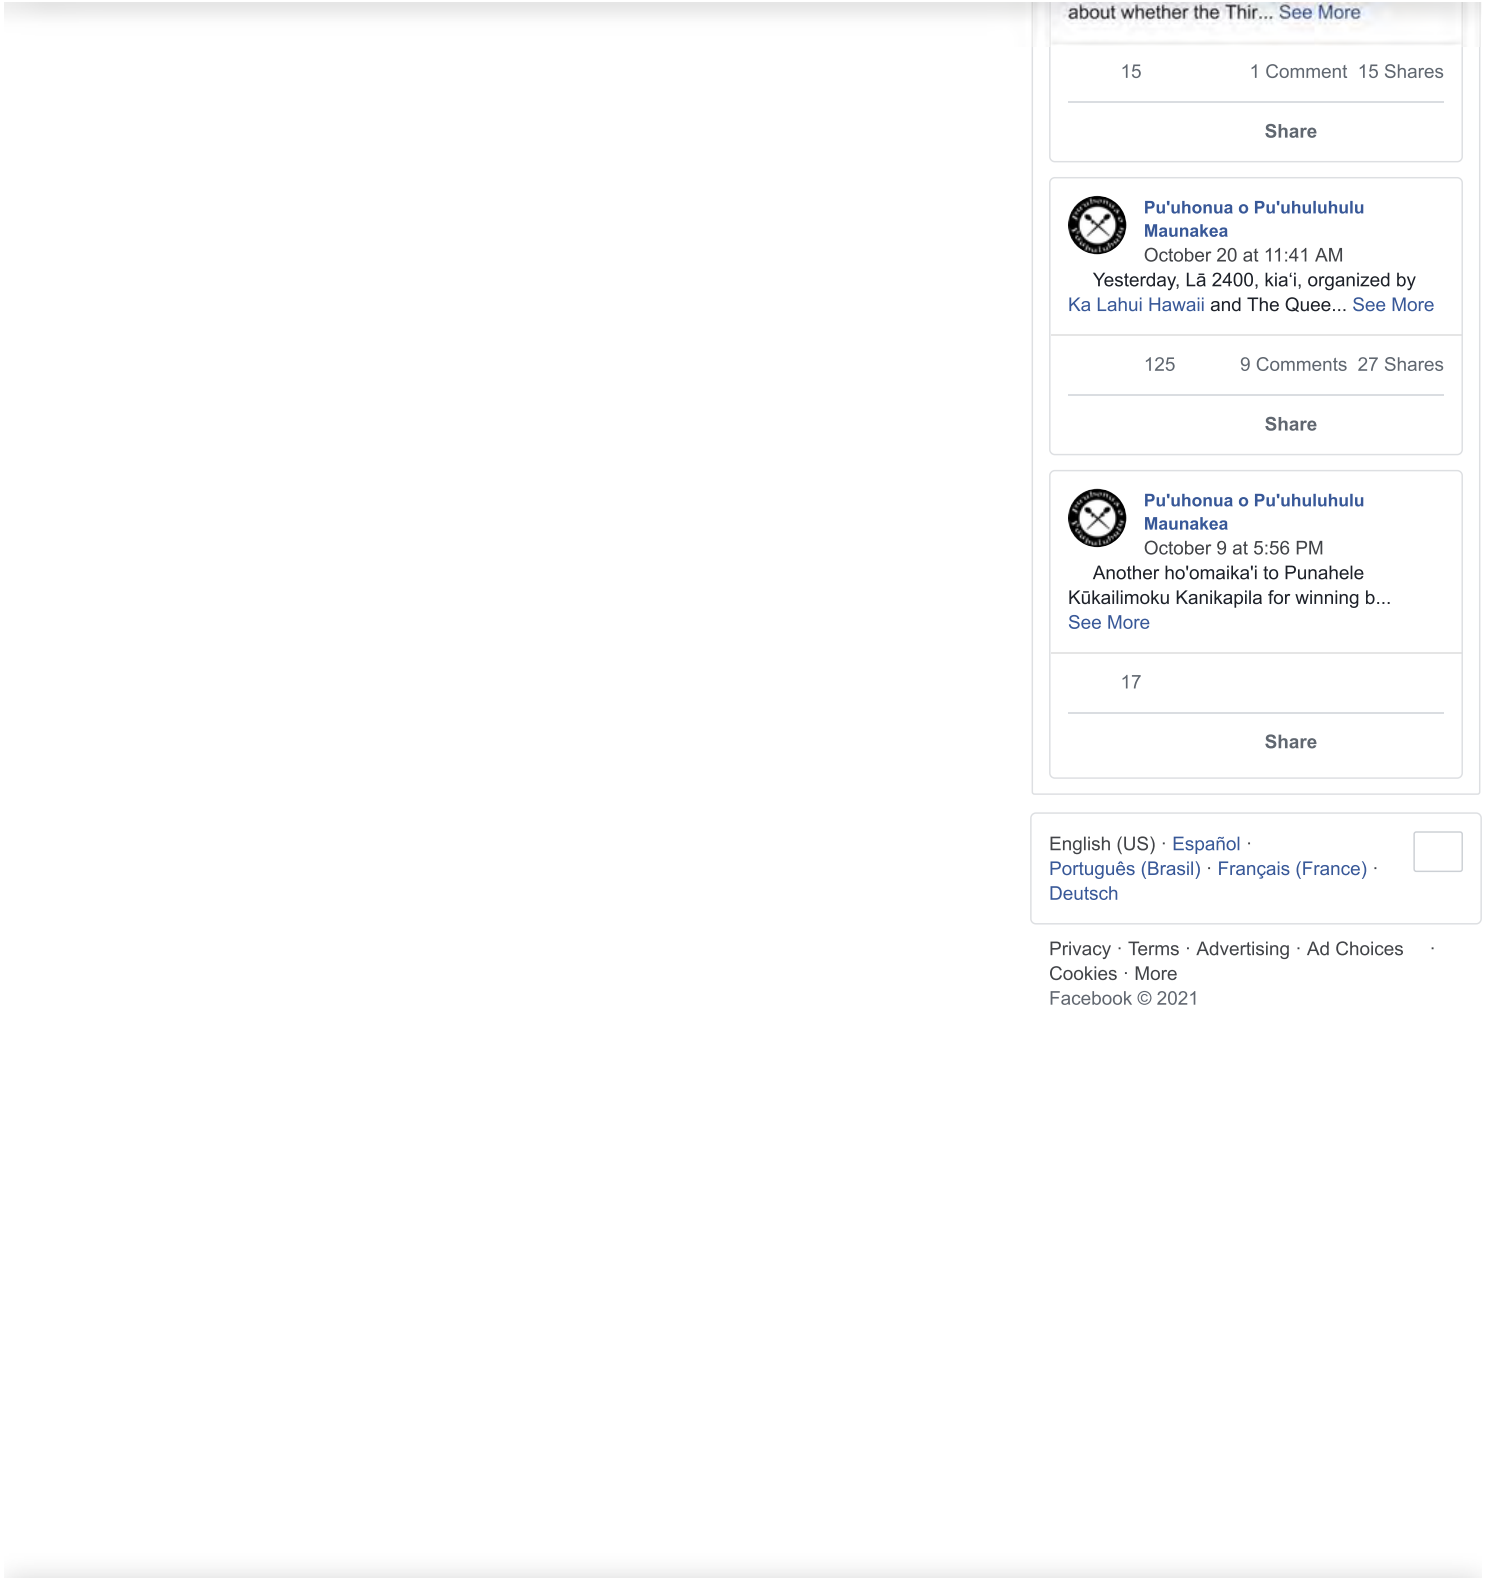 about whether the Thir... See More
15 1 Comment 15 Shares
Share
Pu'uhonua o Pu'uhuluhulu
Maunakea
October 20 at 11:41 AM
Yesterday, Lā 2400, kiaʻi, organized by
Ka Lahui Hawaii and The Quee... See More
125 9 Comments 27 Shares
Share
Pu'uhonua o Pu'uhuluhulu
Maunakea
October 9 at 5:56 PM
Another ho'omaika'i to Punahele
Kūkailimoku Kanikapila for winning b...
See More
17
Share
English (US) · Español ·
Português (Brasil) · Français (France) ·
Deutsch
Privacy · Terms · Advertising · Ad Choices ·
Cookies · More
Facebook © 2021